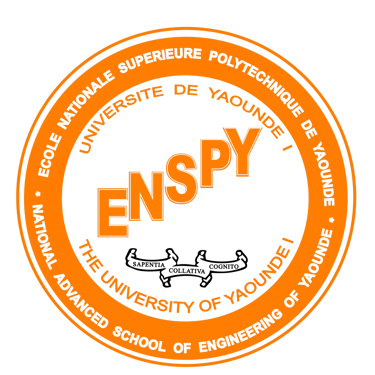 ECOLE NATIONALE SUPERIEURE POLYTECHNIQUE DE YAOUNDE
UNIVERSITE DE YAOUNDE I
ENSPY
SAPENTIA
COLLATIVA
COGNITO
THE UNIVERSITY OF YAOUNDE I
* NATIONAL ADVANCED SCHOOL OF ENGINEERING OF YAOUNDE *